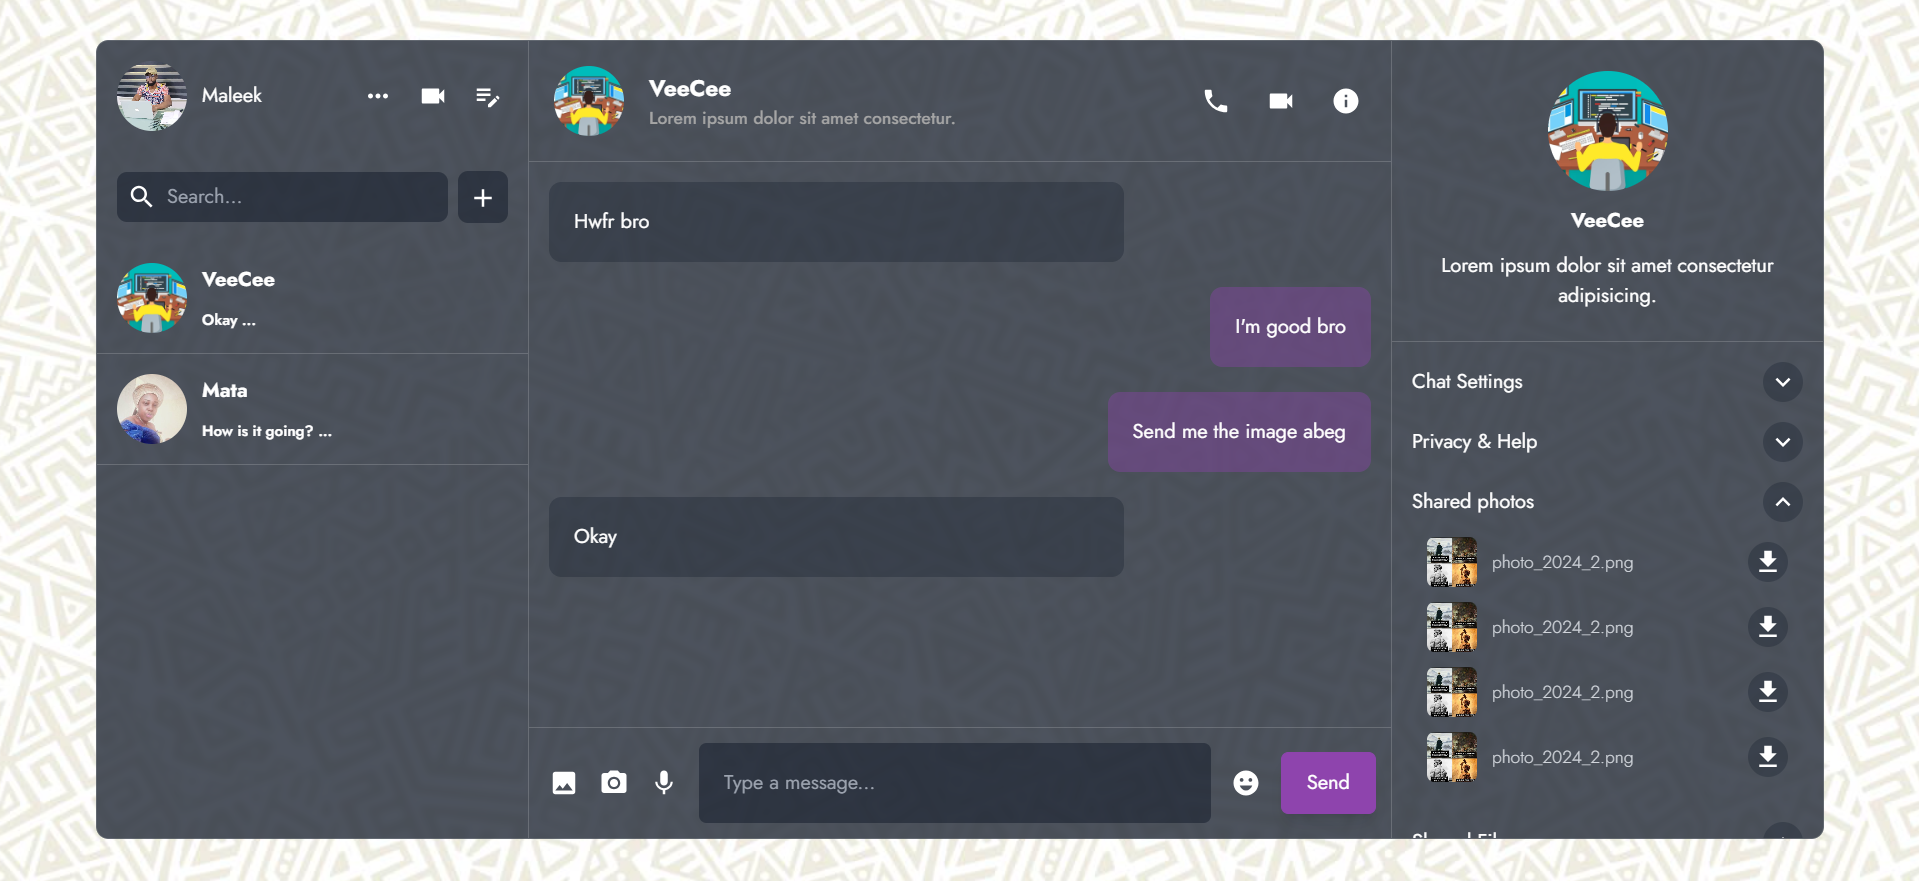 Maleek
Search...
VeeCee
Okay ...
Mata
How is it going? ...
VeeCee
Lorem ipsum dolor sit amet consectetur.
Hwfr bro
I'm good bro
Send me the image abeg
Okay
Type a message...
Send
VeeCee
Lorem ipsum dolor sit amet consectetur
adipisicing.
Chat Settings
Privacy & Help
Shared photos
photo_2024_2.png
photo_2024_2.png
photo_2024_2.png
photo_2024_2.png